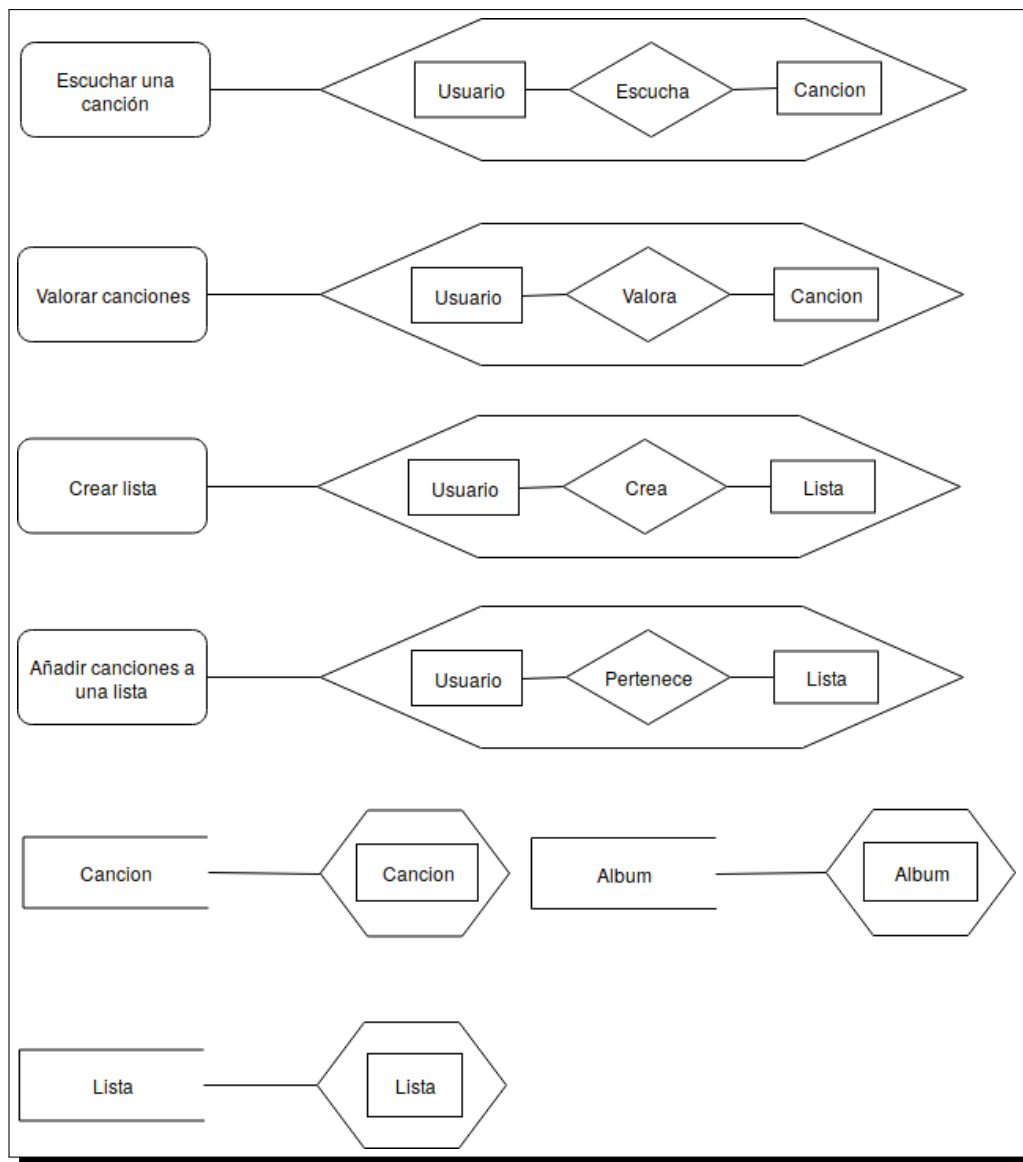 Escuchar una
canción
Usuario
Escucha
Cancion
Valorar canciones
Usuario
Valora
Cancion
Crear lista
Usuario
Crea
Lista
Añadir canciones a
una lista
Usuario
Pertenece
Lista
Cancion
Cancion
Album
Album
Lista
Lista